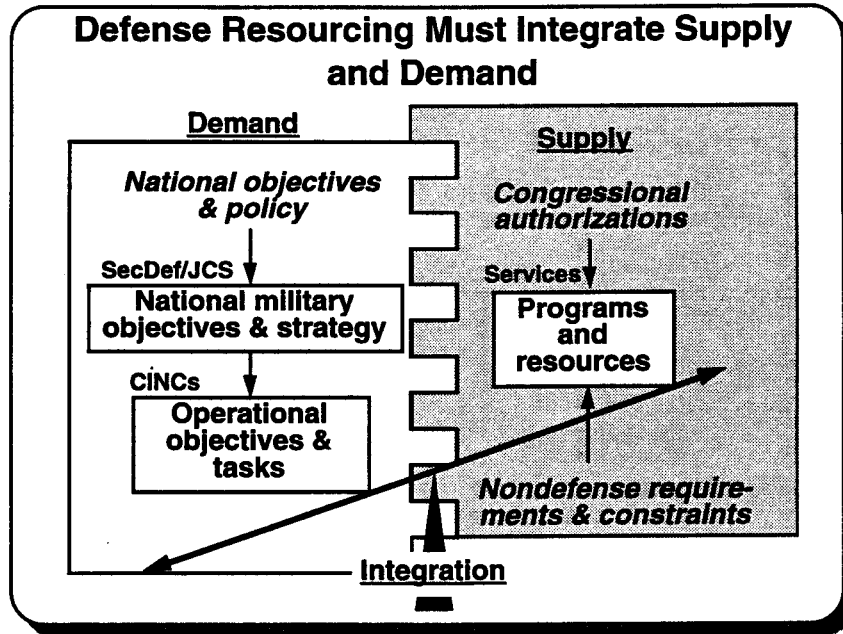 Defense Resourcing Must Integrate Supply
and Demand
Demand
National objectives
& policy
SecDef/JCS
National military
objectives & strategy
CINCs
Operational
objectives &
tasks
Supply
Congressional
authorizations
Services
Programs
and
resources
Nondefense require-
ments & constraints
Integration